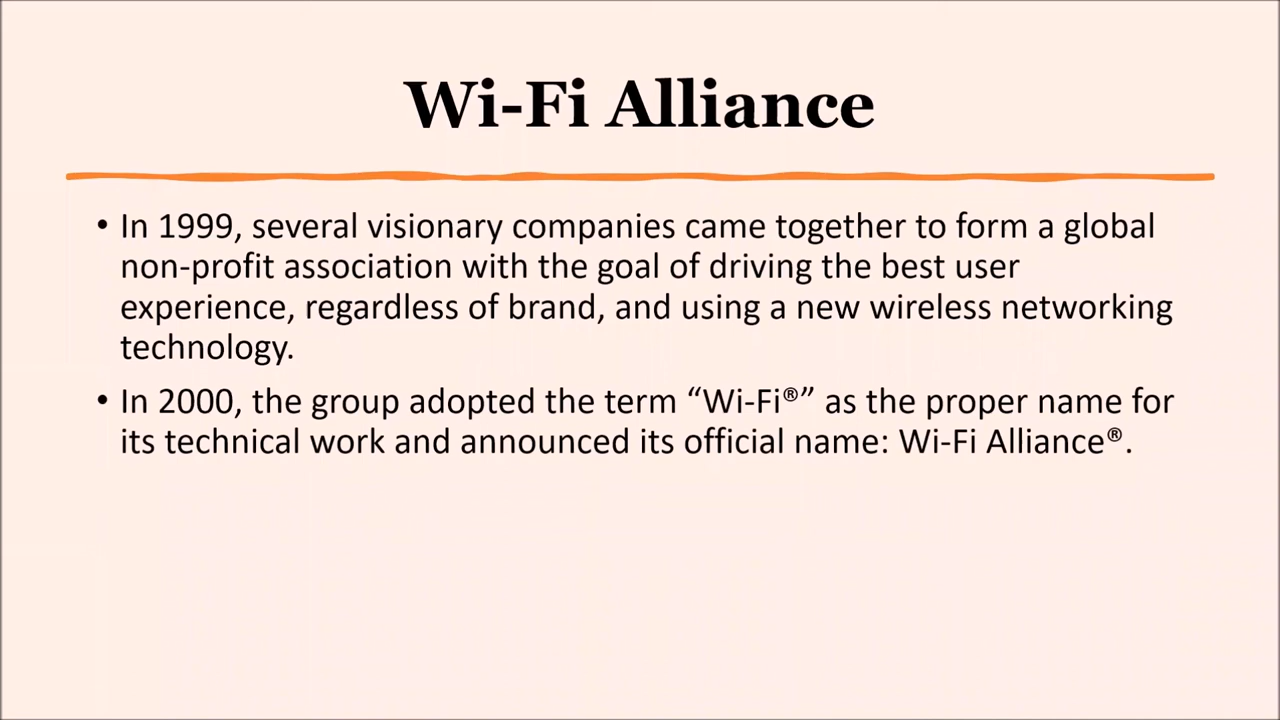 Wi-Fi Alliance
• In 1999, several visionary companies came together to form a global
non-profit association with the goal of driving the best user
experience, regardless of brand, and using a new wireless networking
technology.
• In 2000, the group adopted the term “Wi-Fi®” as the proper name for
its technical work and announced its official name: Wi-Fi Alliance®.